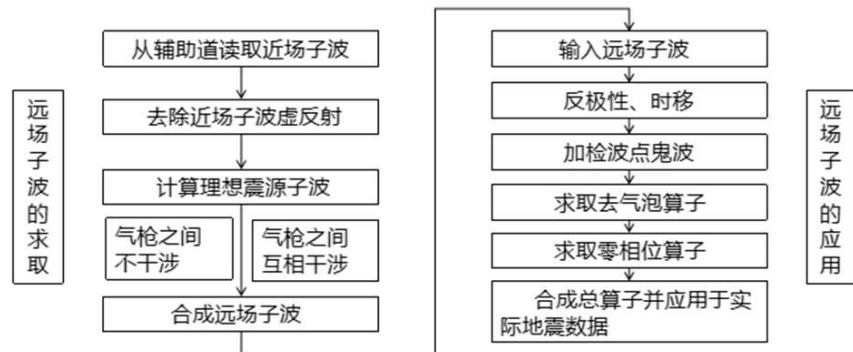 远场子波的求取
从辅助道读取近场子波
去除近场子波虚反射
计算理想震源子波
气枪之间
不干涉
气枪之间
互相干涉
合成远场子波
输入远场子波
反极性、时移
加检波点鬼波
求取去气泡算子
求取零相位算子
合成总算子并应用于实
际地震数据
远场子波的应用